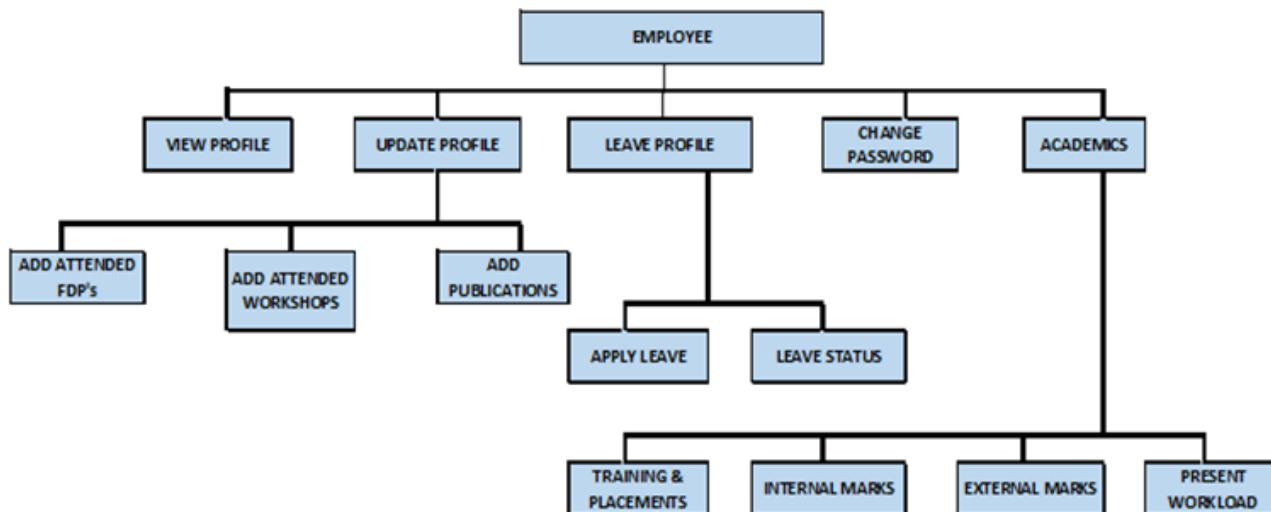 EMPLOYEE
VIEW PROFILE
UPDATE PROFILE
LEAVE PROFILE
CHANGE
PASSWORD
ACADEMICS
ADD ATTENDED
FDP's
ADD ATTENDED
WORKSHOPS
ADD
PUBLICATIONS
APPLY LEAVE
LEAVE STATUS
TRAINING &
PLACEMENTS
INTERNAL MARKS
EXTERNAL MARKS
PRESENT
WORKLOAD